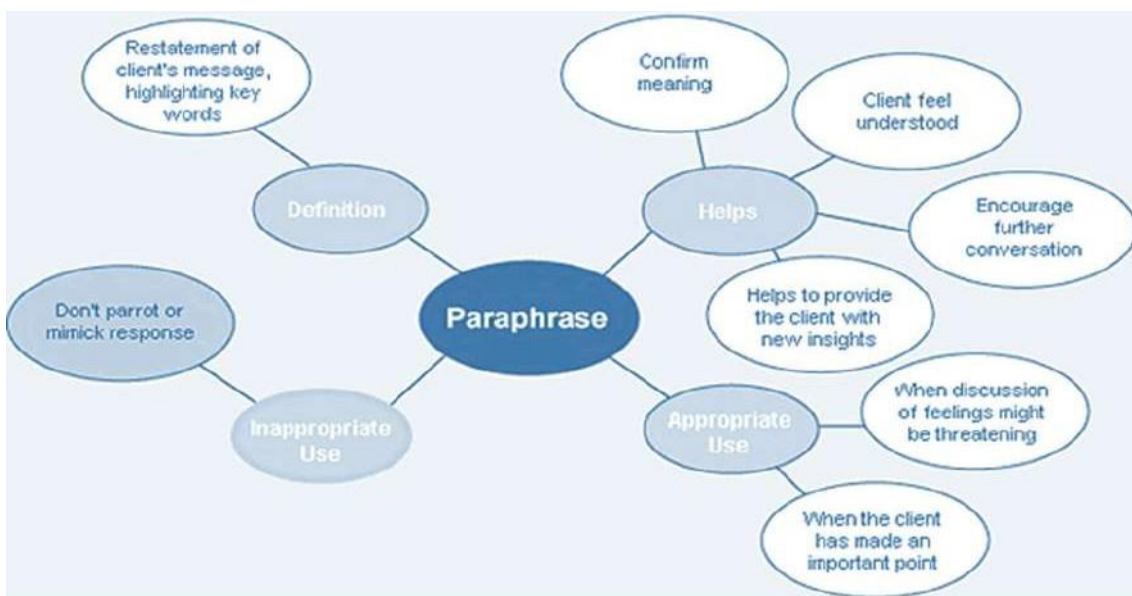 Restatement of
client's message,
highlighting key
words
Definition
Don't parrot or
mimick response
Inappropriate
Use
Paraphrase
Confirm
meaning
Client feel
understood
Helps
Encourage
further
conversation
Helps to provide
the client with
new insights
Appropriate
Use
When discussion
of feelings might
be threatening
When the client
has made an
important point